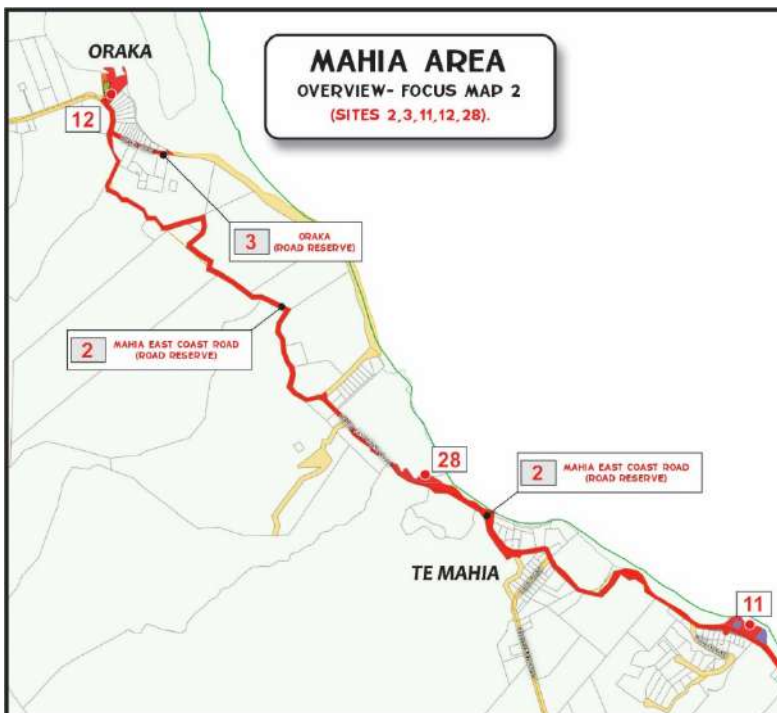 ORAKA
MAHIA AREA
OVERVIEW- FOCUS MAP 2
(SITES 2,3,11,12,28).
12
3
ORAKA
(ROAD RESERVE)
2
MAHIA EAST COAST ROAD
(ROAD RESERVE)
28
2
MAHIA EAST COAST ROAD
(ROAD RESERVE)
TE MAHIA
11